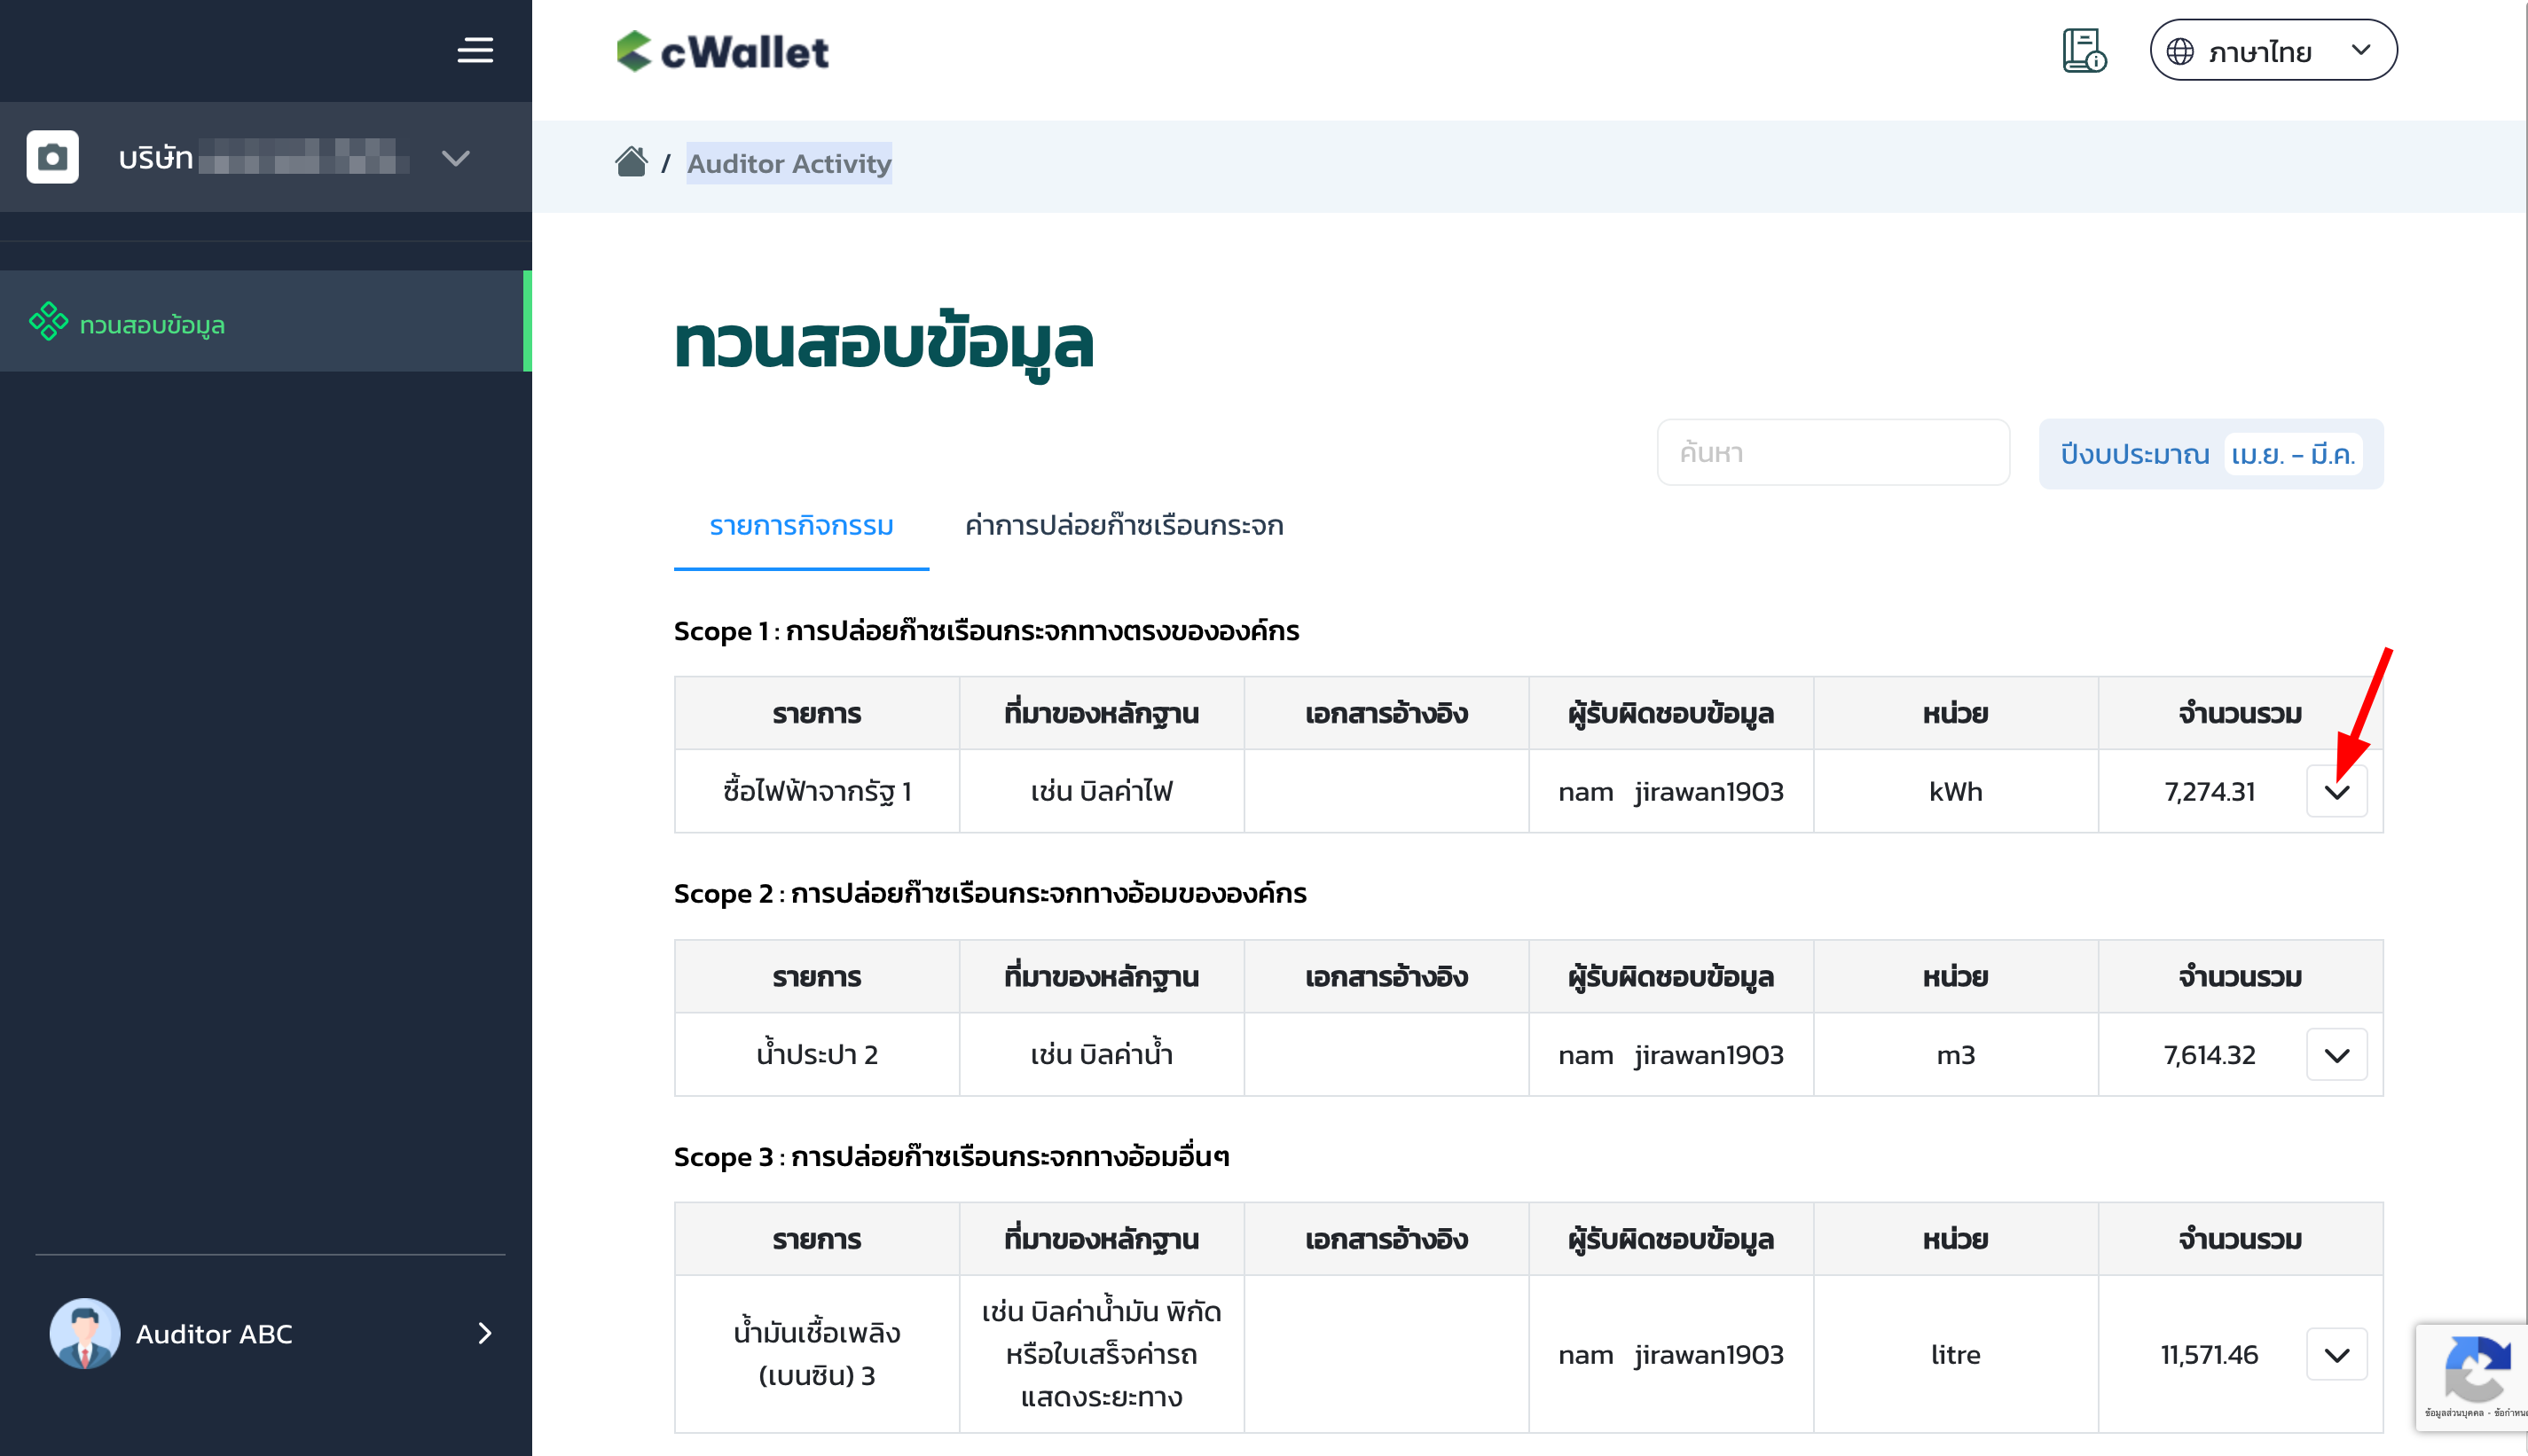 cWallet
ภาษาไทย
บริษัท
/ Auditor Activity
ทวนสอบข้อมูล
ทวนสอบข้อมูล
ค้นหา
ปีงบประมาณ เม.ย. - มี.ค.
รายการกิจกรรม ค่าการปล่อยก๊าซเรือนกระจก
Scope 1 : การปล่อยก๊าซเรือนกระจกทางตรงขององค์กร
รายการ ที่มาของหลักฐาน เอกสารอ้างอิง ผู้รับผิดชอบข้อมูล หน่วย จำนวนรวม
ซื้อไฟฟ้าจากรัฐ 1 เช่น บิลค่าไฟ nam jirawan1903 kWh 7,274.31
Scope 2 : การปล่อยก๊าซเรือนกระจกทางอ้อมขององค์กร
รายการ ที่มาของหลักฐาน เอกสารอ้างอิง ผู้รับผิดชอบข้อมูล หน่วย จำนวนรวม
น้ำประปา 2 เช่น บิลค่าน้ำ nam jirawan1903 m3 7,614.32
Scope 3 : การปล่อยก๊าซเรือนกระจกทางอ้อมอื่นๆ
รายการ ที่มาของหลักฐาน เอกสารอ้างอิง ผู้รับผิดชอบข้อมูล หน่วย จำนวนรวม
น้ำมันเชื้อเพลิง
(เบนซิน) 3
เช่น บิลค่าน้ำมัน พิกัด
หรือใบเสร็จค่ารถ
แสดงระยะทาง
nam jirawan1903 litre 11,571.46
Auditor ABC
ข้อมูลส่วนบุคคล -